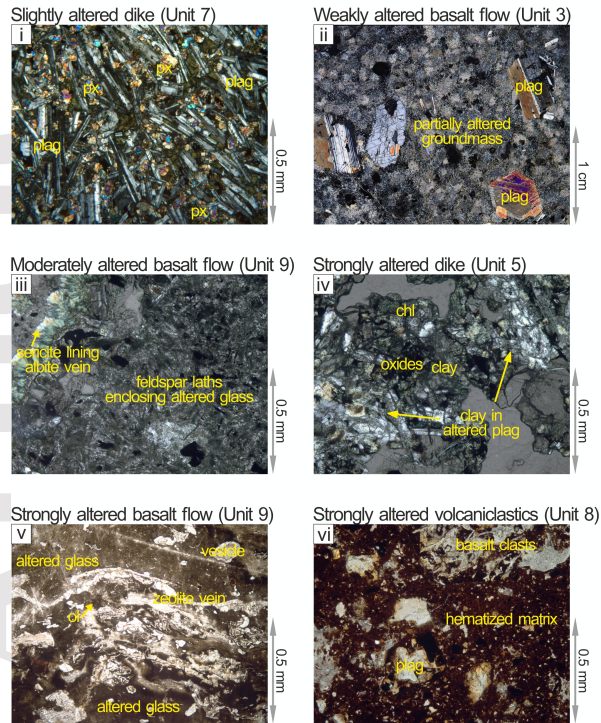 Slightly altered dike (Unit 7)
Weakly altered basalt flow (Unit 3)
i
px
px
plag
plag
px
0.5 mm
ii
plag
partially altered
groundmass
plag
1 cm
Moderately altered basalt flow (Unit 9)
Strongly altered dike (Unit 5)
iii
sericite lining
albite vein
feldspar laths
enclosing altered glass
0.5 mm
iv
chl
oxides
clay
clay in
altered plag
0.5 mm
Strongly altered basalt flow (Unit 9)
Strongly altered volcaniclastics (Unit 8)
v
vesicle
altered glass
zeolite vein
ol
altered glass
0.5 mm
vi
basalt clasts
hematized matrix
plag
0.5 mm